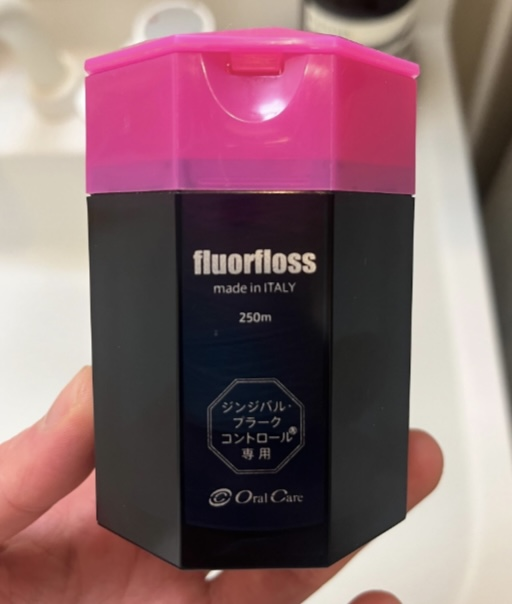 fluorfloss
made in ITALY
250m
ジンジバル・
プラーク
コントロール®
専用
Oral Care